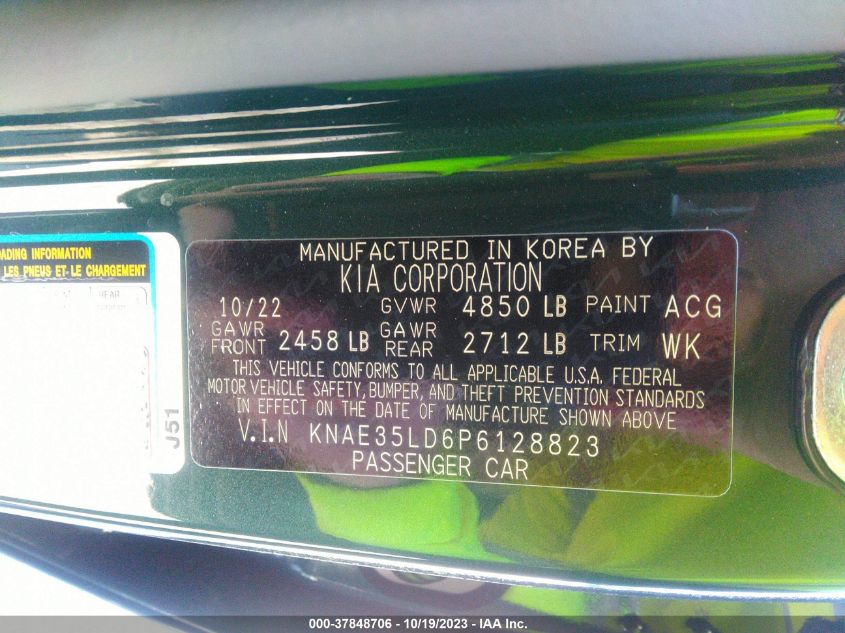 OADING INFORMATION
LES PNEUS ET LE CHARGEMENT
REAR
J51
MANUFACTURED IN KOREA BY
KIA CORPORATION
10/22 GVWR 4850 LB PAINT ACG
GAWR FRONT 2458 LB GAWR REAR 2712 LB TRIM WK
THIS VEHICLE CONFORMS TO ALL APPLICABLE U.S.A. FEDERAL
MOTOR VEHICLE SAFETY, BUMPER, AND THEFT PREVENTION STANDARDS
IN EFFECT ON THE DATE OF MANUFACTURE SHOWN ABOVE
V.I.N KNAE35LD6P6128823
PASSENGER CAR
000-37848706 - 10/19/2023 - IAA Inc.